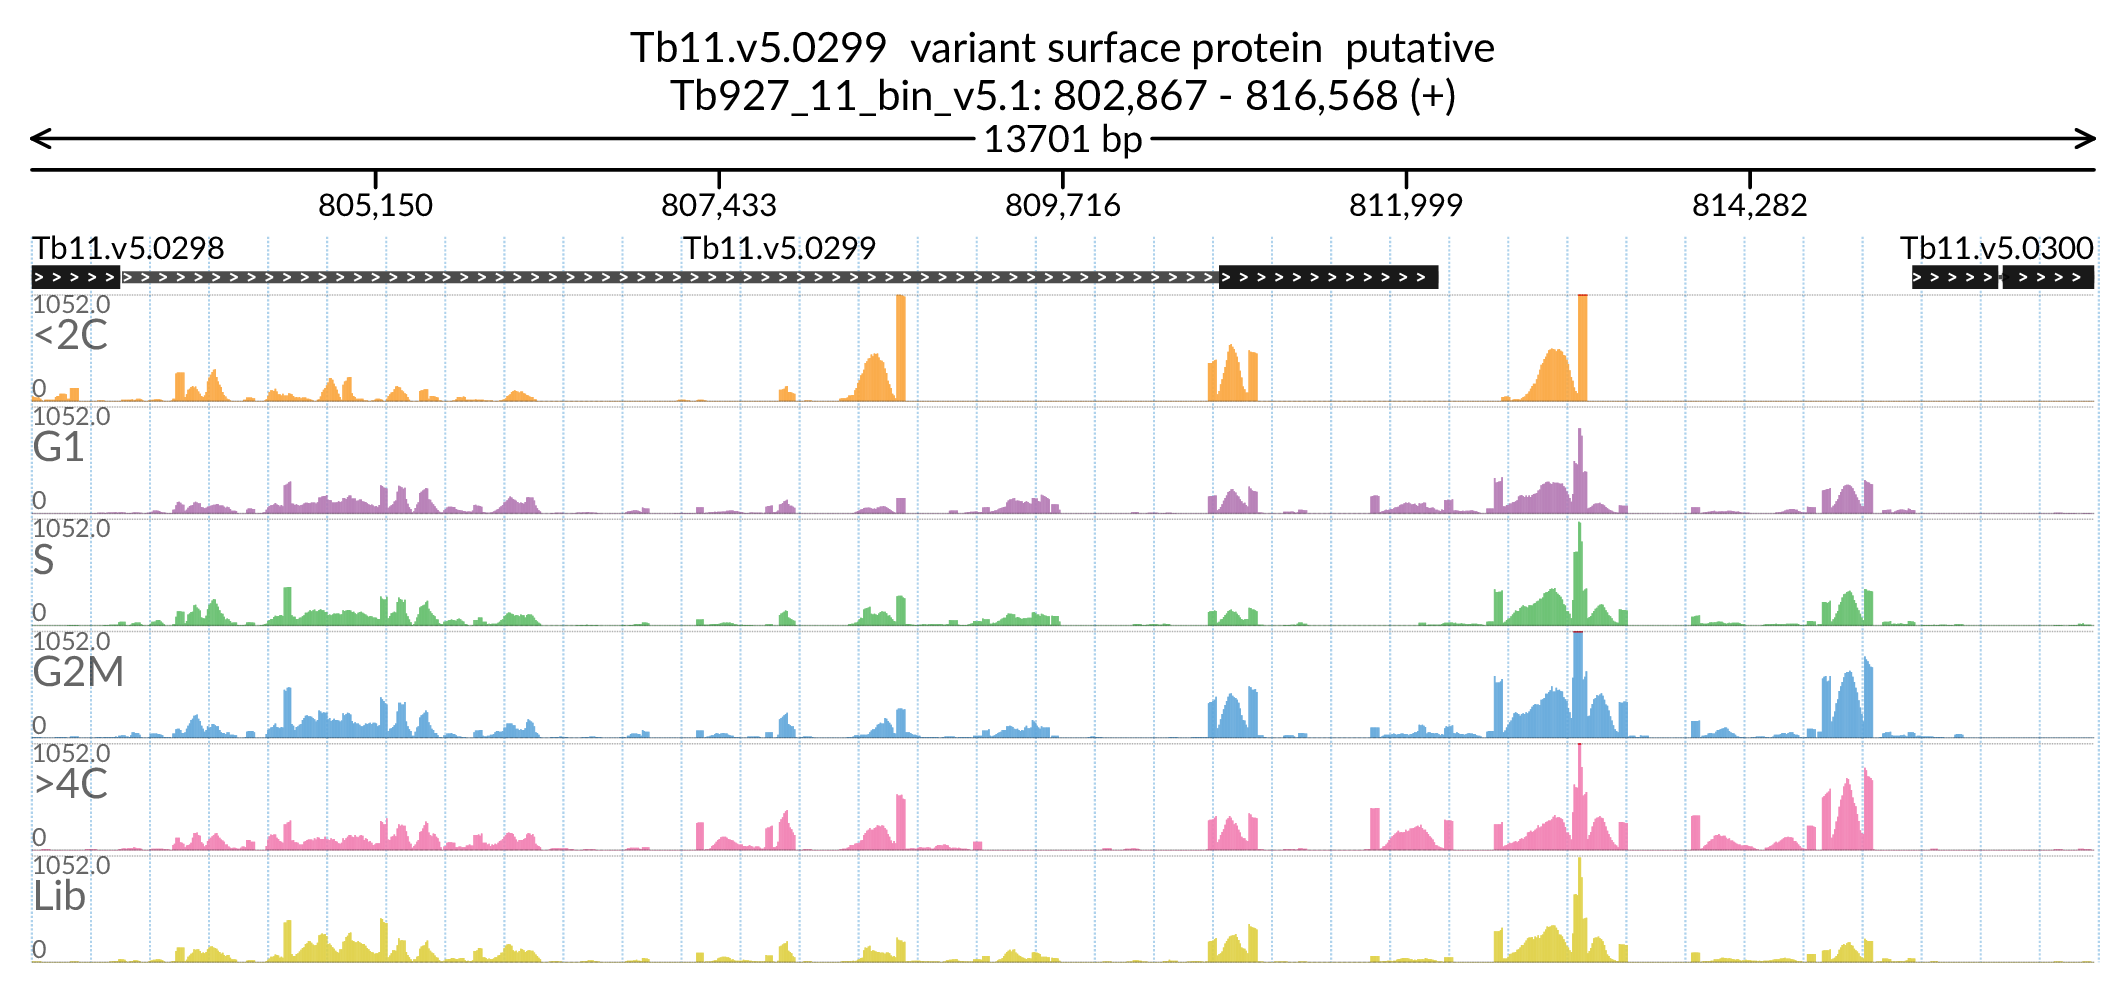 Tb11.v5.0299  variant surface protein  putative
Tb927_11_bin_v5.1: 802,867 - 816,568 (+)
13701 bp
805,150 807,433 809,716 811,999 814,282
Tb11.v5.0298 Tb11.v5.0299 Tb11.v5.0300
1052.0
<2C
0
1052.0
G1
0
1052.0
S
0
1052.0
G2M
0
1052.0
>4C
0
1052.0
Lib
0